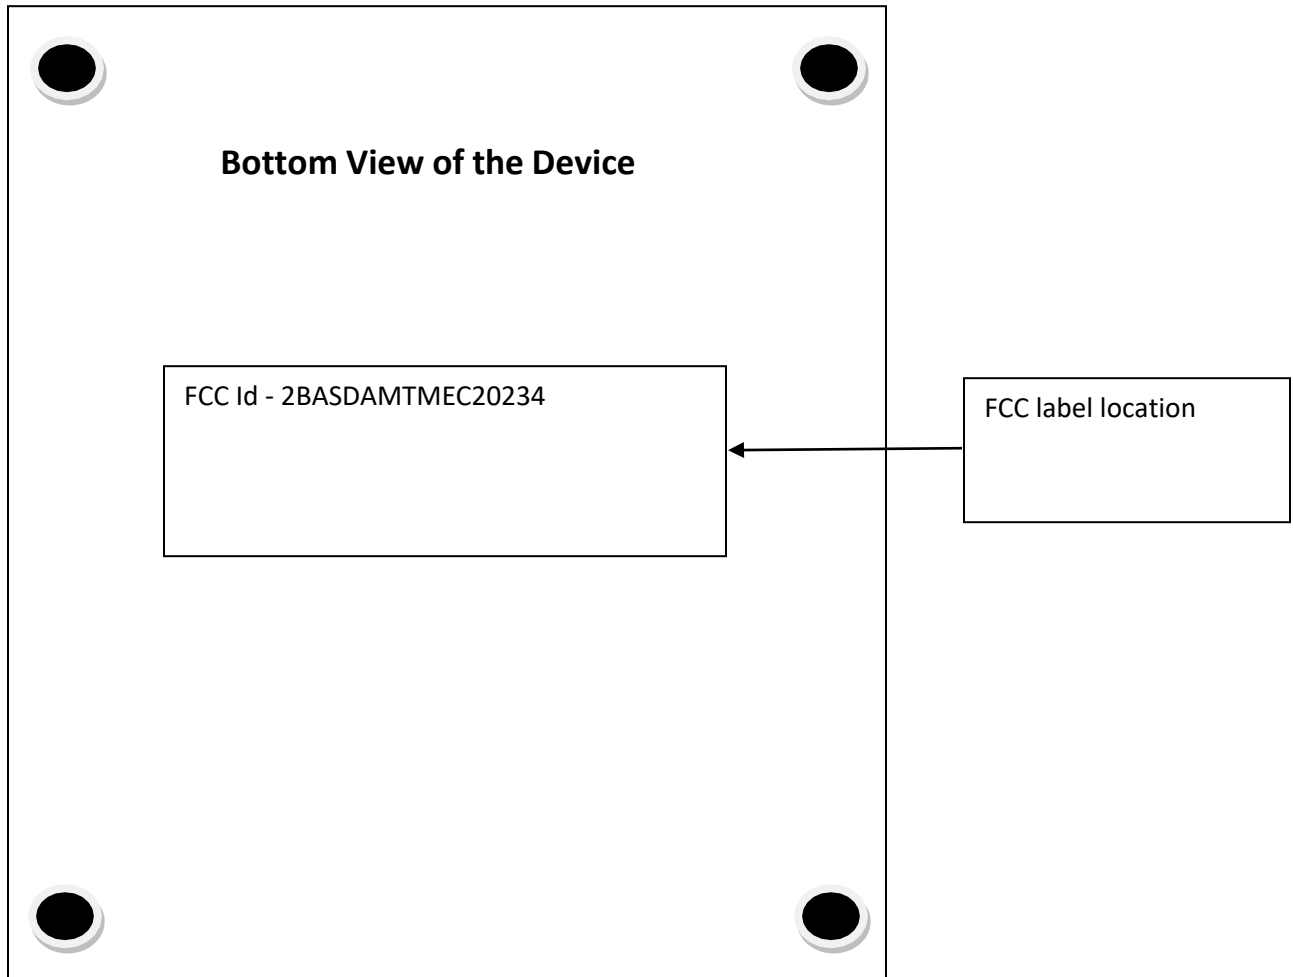 Bottom View of the Device
FCC Id - 2BASDAMTMEC20234
FCC label location